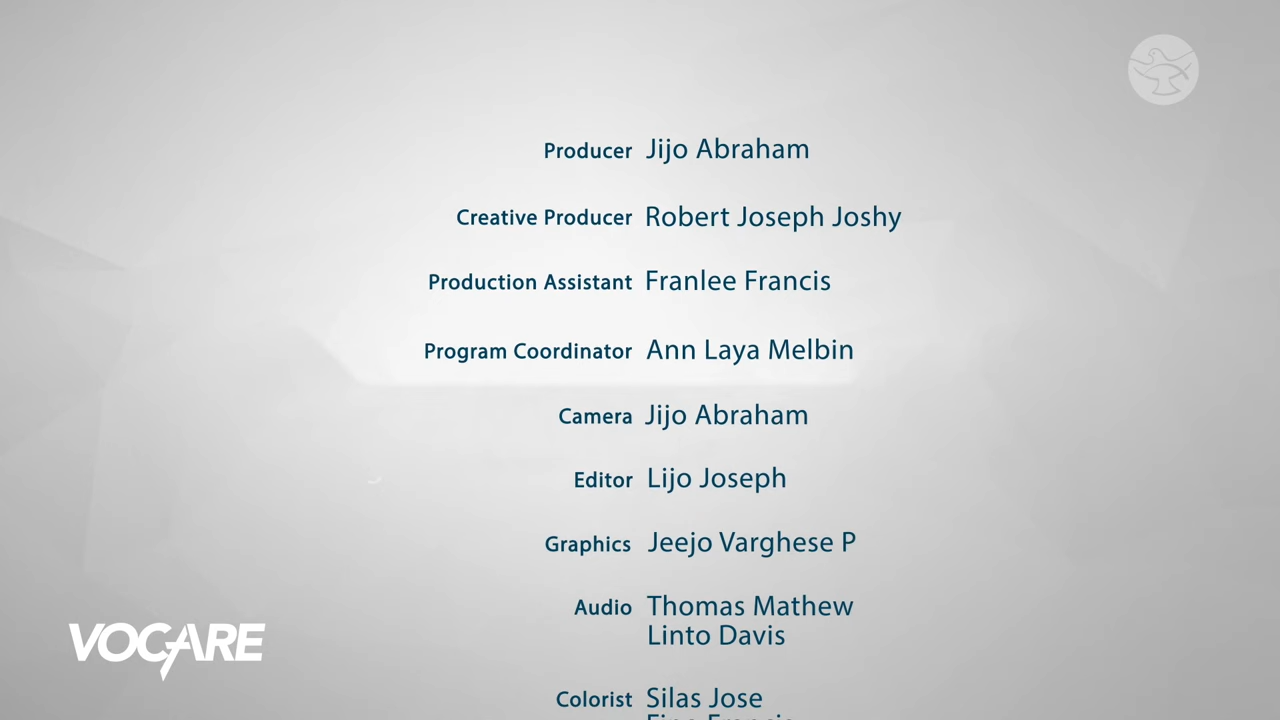 Producer Jijo Abraham
Creative Producer Robert Joseph Joshy
Production Assistant Franlee Francis
Program Coordinator Ann Laya Melbin
Camera Jijo Abraham
Editor Lijo Joseph
Graphics Jeejo Varghese P
Audio Thomas Mathew
Linto Davis
VOCARE
Colorist Silas Jose